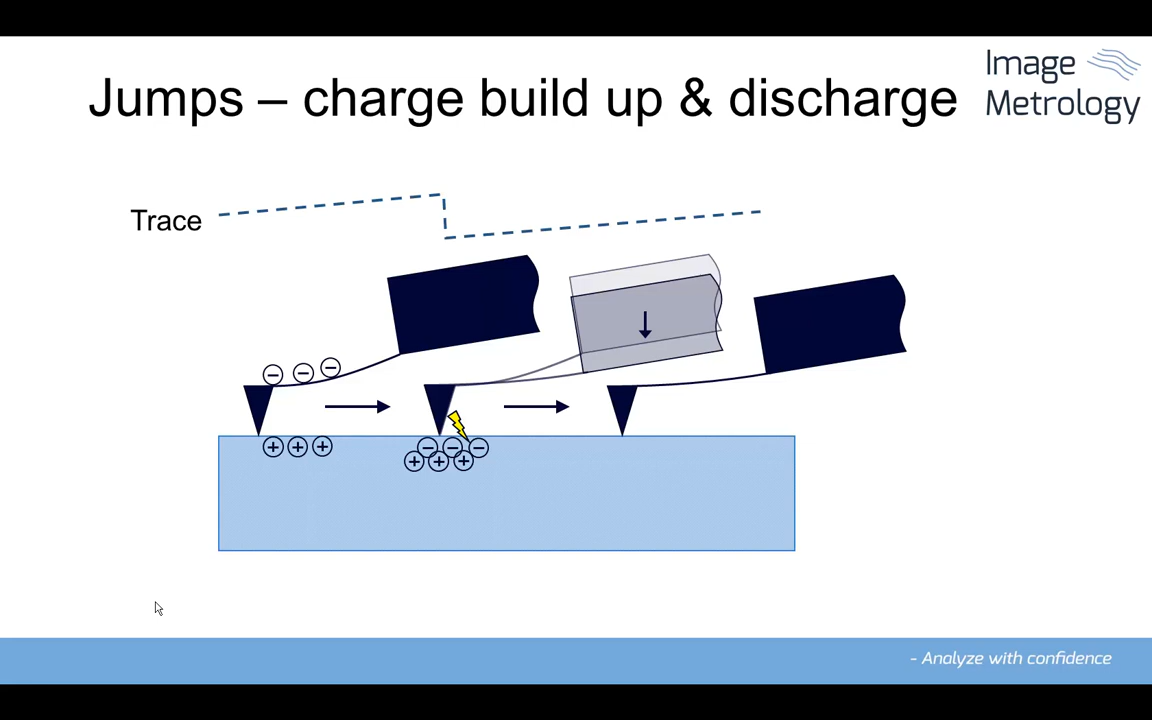 Jumps – charge build up & discharge
Image
Metrology
Trace
− − −
+ + +
− − −
+ + +
- Analyze with confidence